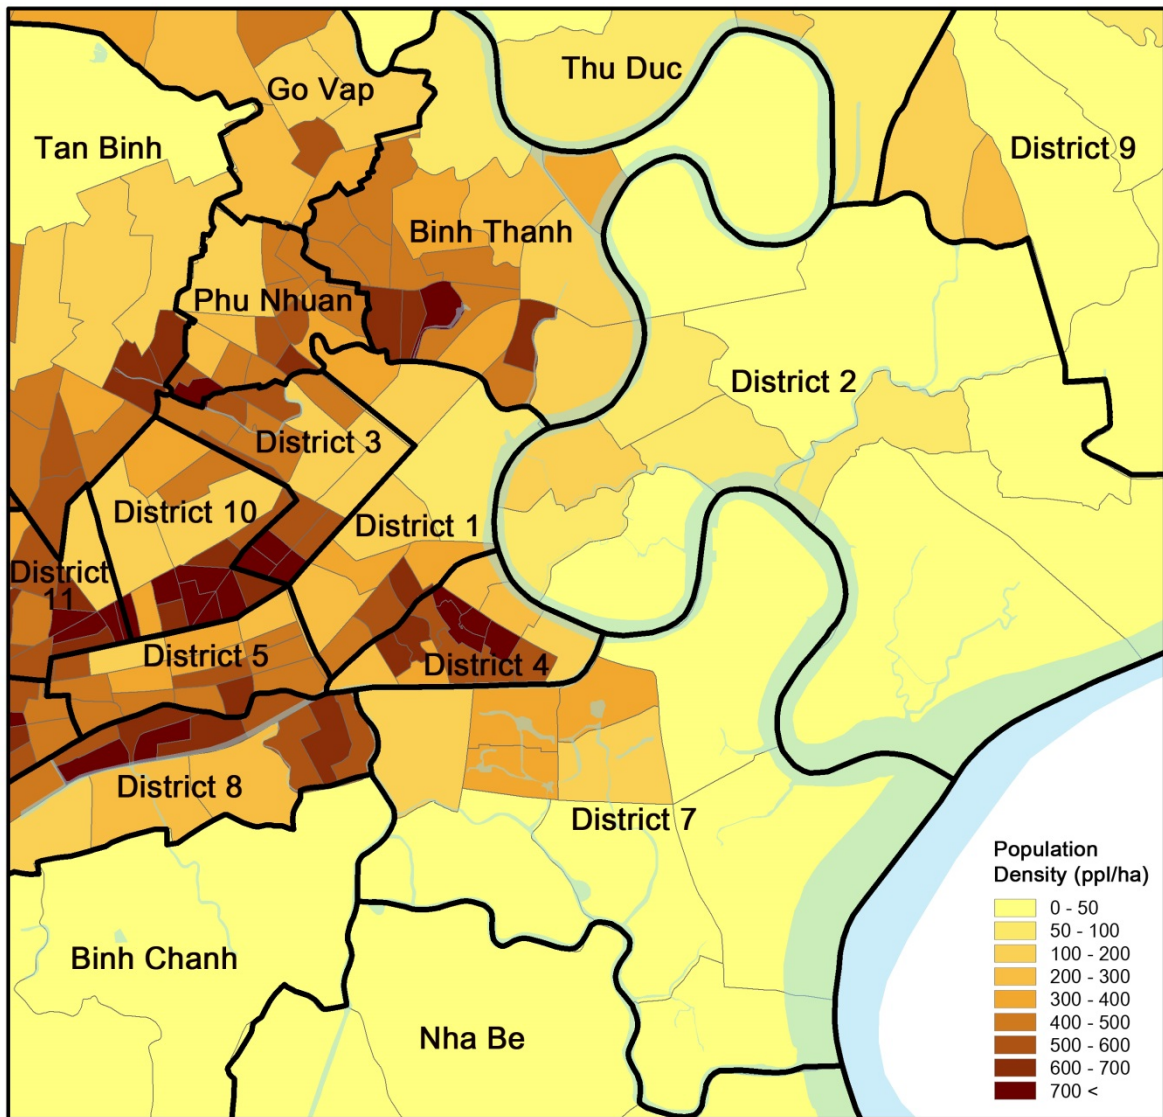 Thu Duc
Go Vap
Tan Binh
District 9
Binh Thanh
Phu Nhuan
District 2
District 3
District 10
District 1
District
11
District 5
District 4
District 8
District 7
Population
Density (ppl/ha)
0 - 50
50 - 100
100 - 200
200 - 300
300 - 400
400 - 500
500 - 600
600 - 700
700 <
Binh Chanh
Nha Be